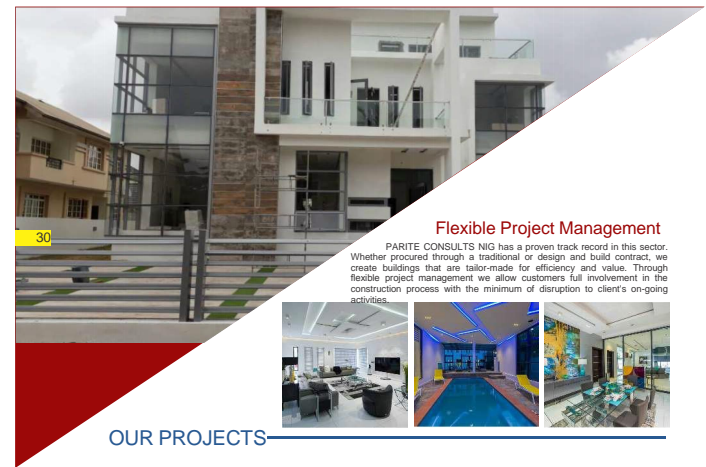 30
Flexible Project Management
PARITE CONSULTS NIG has a proven track record in this sector.
Whether procured through a traditional or design and build contract, we
create buildings that are tailor-made for efficiency and value. Through
flexible project management we allow customers full involvement in the
construction process with the minimum of disruption to client's on-going
activities.
OUR PROJECTS